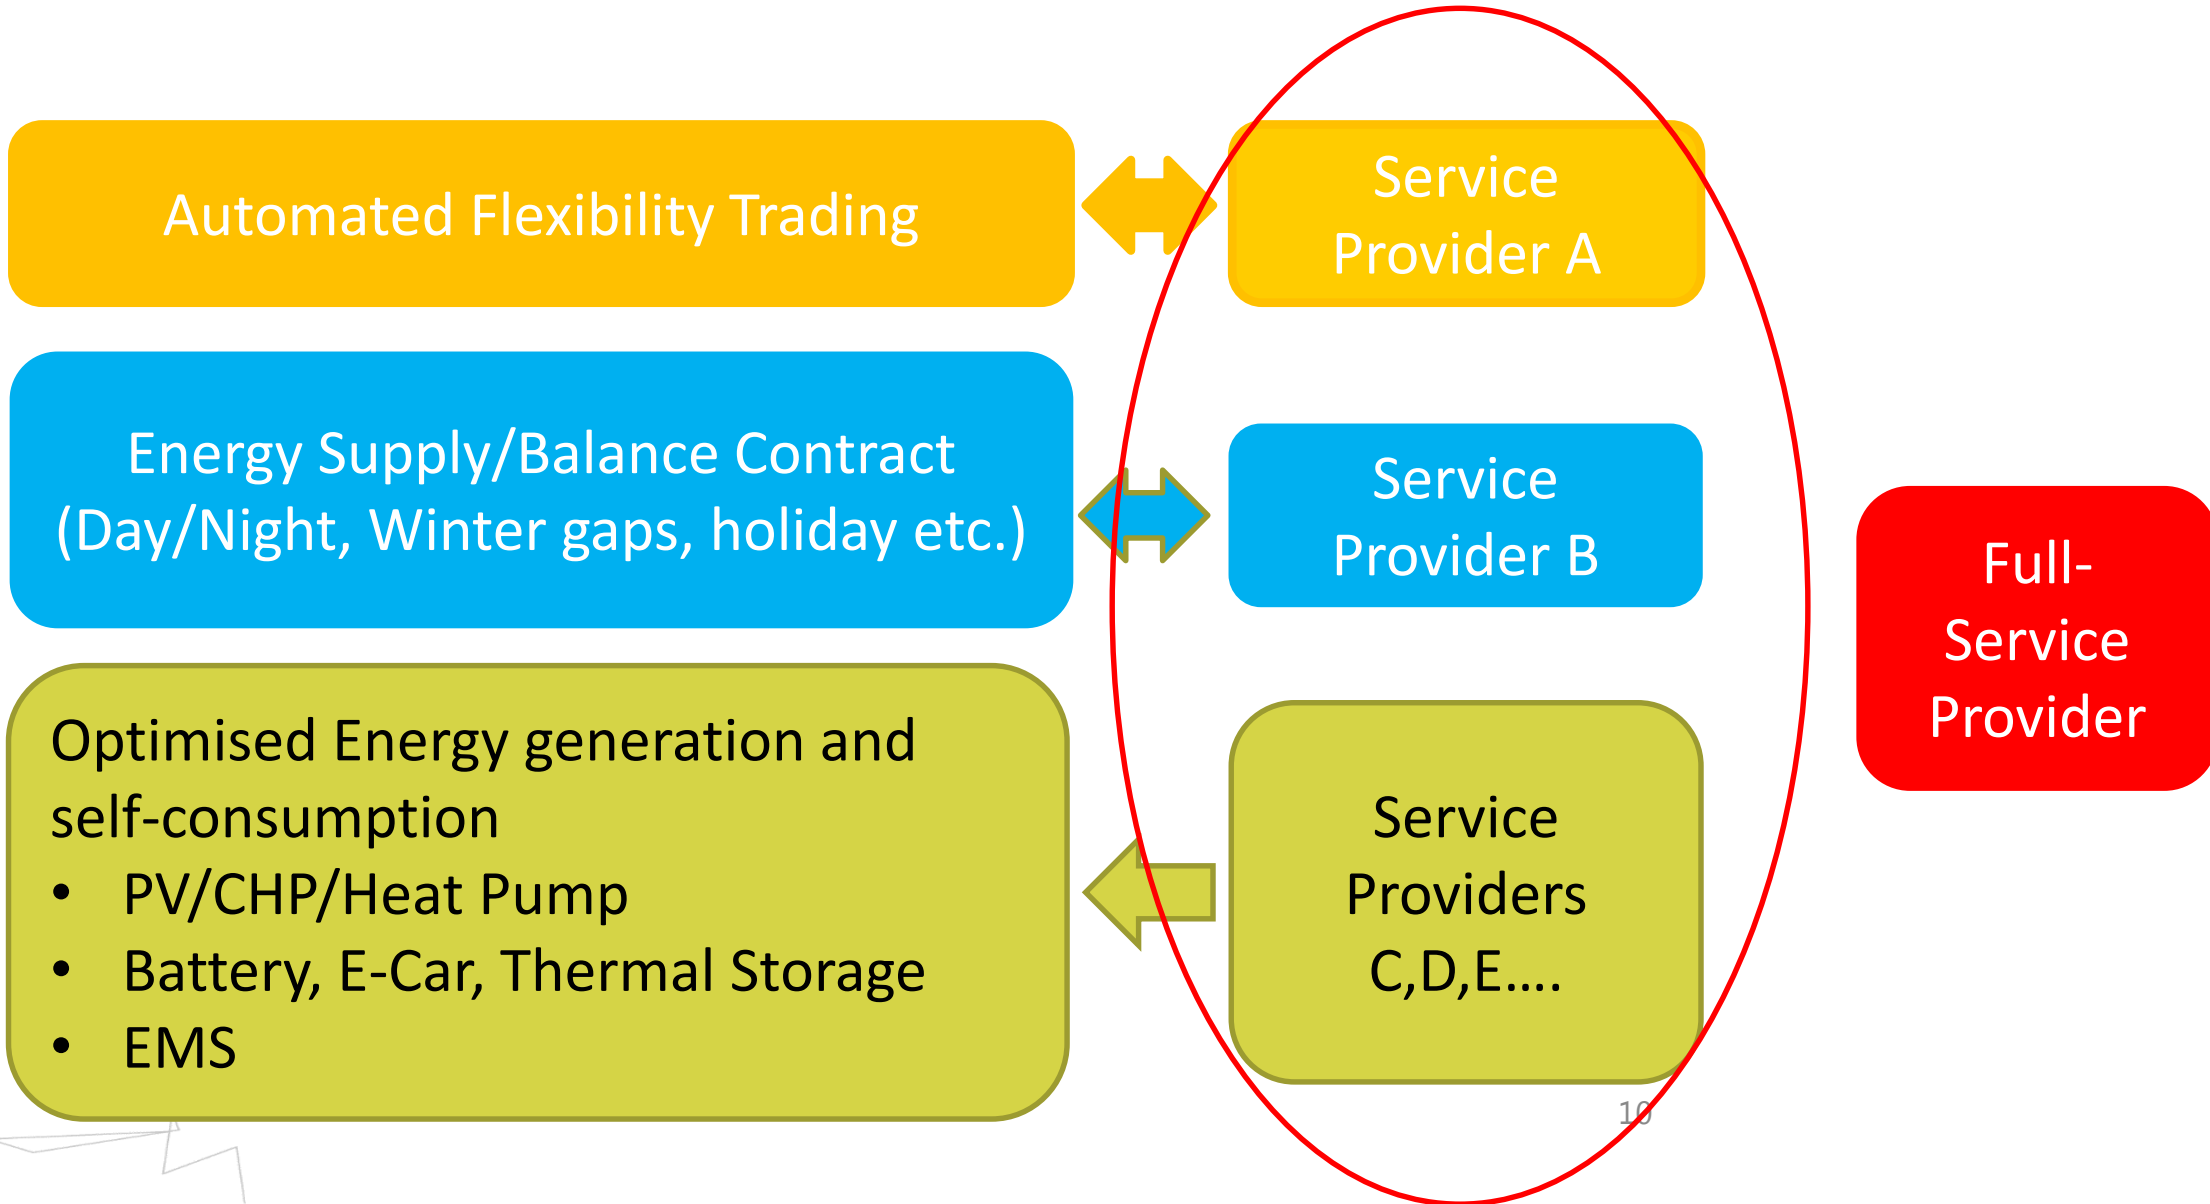 Automated Flexibility Trading
Service
Provider A
Energy Supply/Balance Contract
(Day/Night, Winter gaps, holiday etc.)
Service
Provider B
Full-
Service
Provider
Optimised Energy generation and
self-consumption
• PV/CHP/Heat Pump
• Battery, E-Car, Thermal Storage
• EMS
Service
Providers
C,D,E....
10